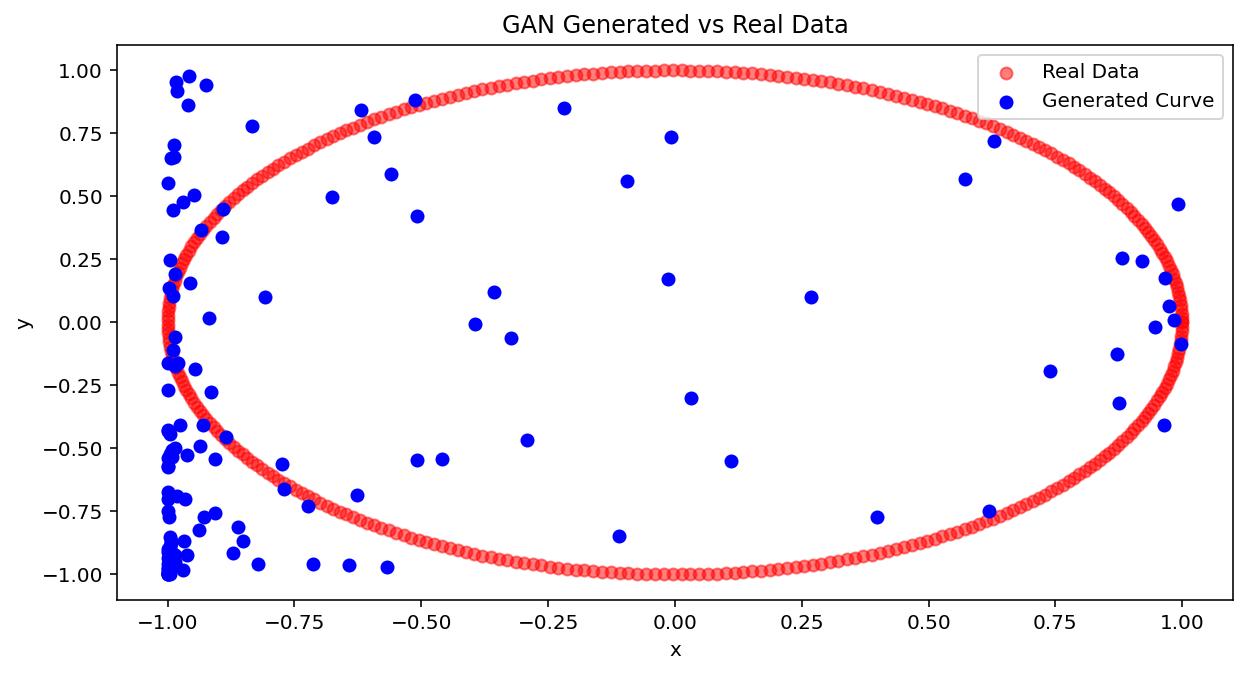 GAN Generated vs Real Data
Real Data
Generated Curve
1.00
0.75
0.50
0.25
0.00
−0.25
−0.50
−0.75
−1.00
y
−1.00 −0.75 −0.50 −0.25 0.00 0.25 0.50 0.75 1.00
x